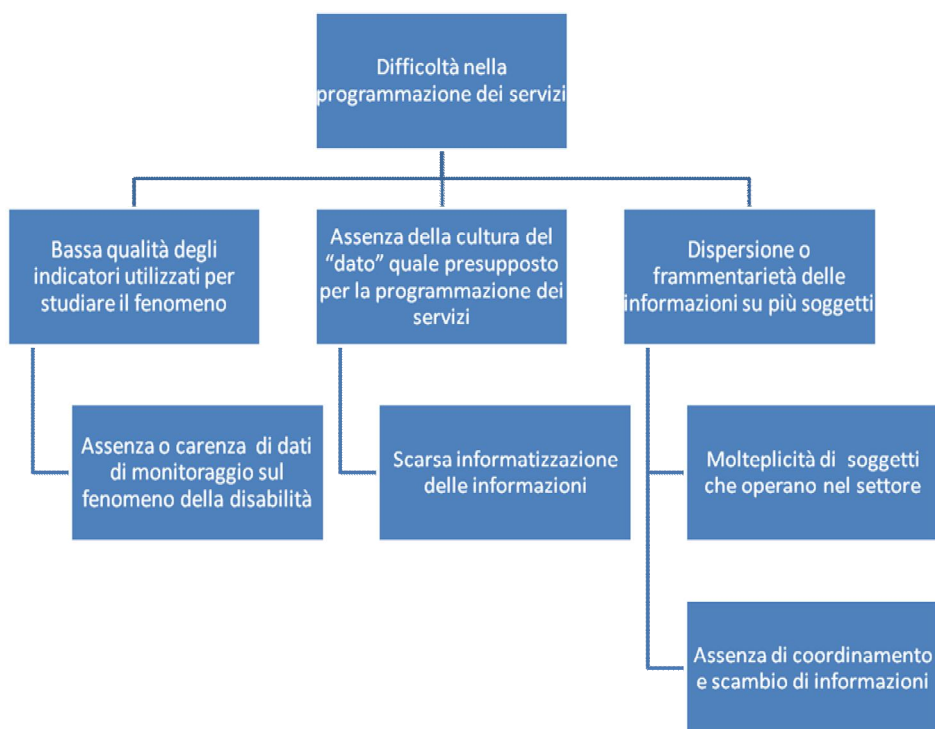 Difficoltà nella
programmazione dei servizi
Bassa qualità degli
indicatori utilizzati per
studiare il fenomeno
Assenza della cultura del
“dato” quale presupposto
per la programmazione dei
servizi
Dispersione o
frammentarietà delle
informazioni su più soggetti
Assenza o carenza di dati
di monitoraggio sul
fenomeno della disabilità
Scarsa informatizzazione
delle informazioni
Molteplicità di soggetti
che operano nel settore
Assenza di coordinamento
e scambio di informazioni